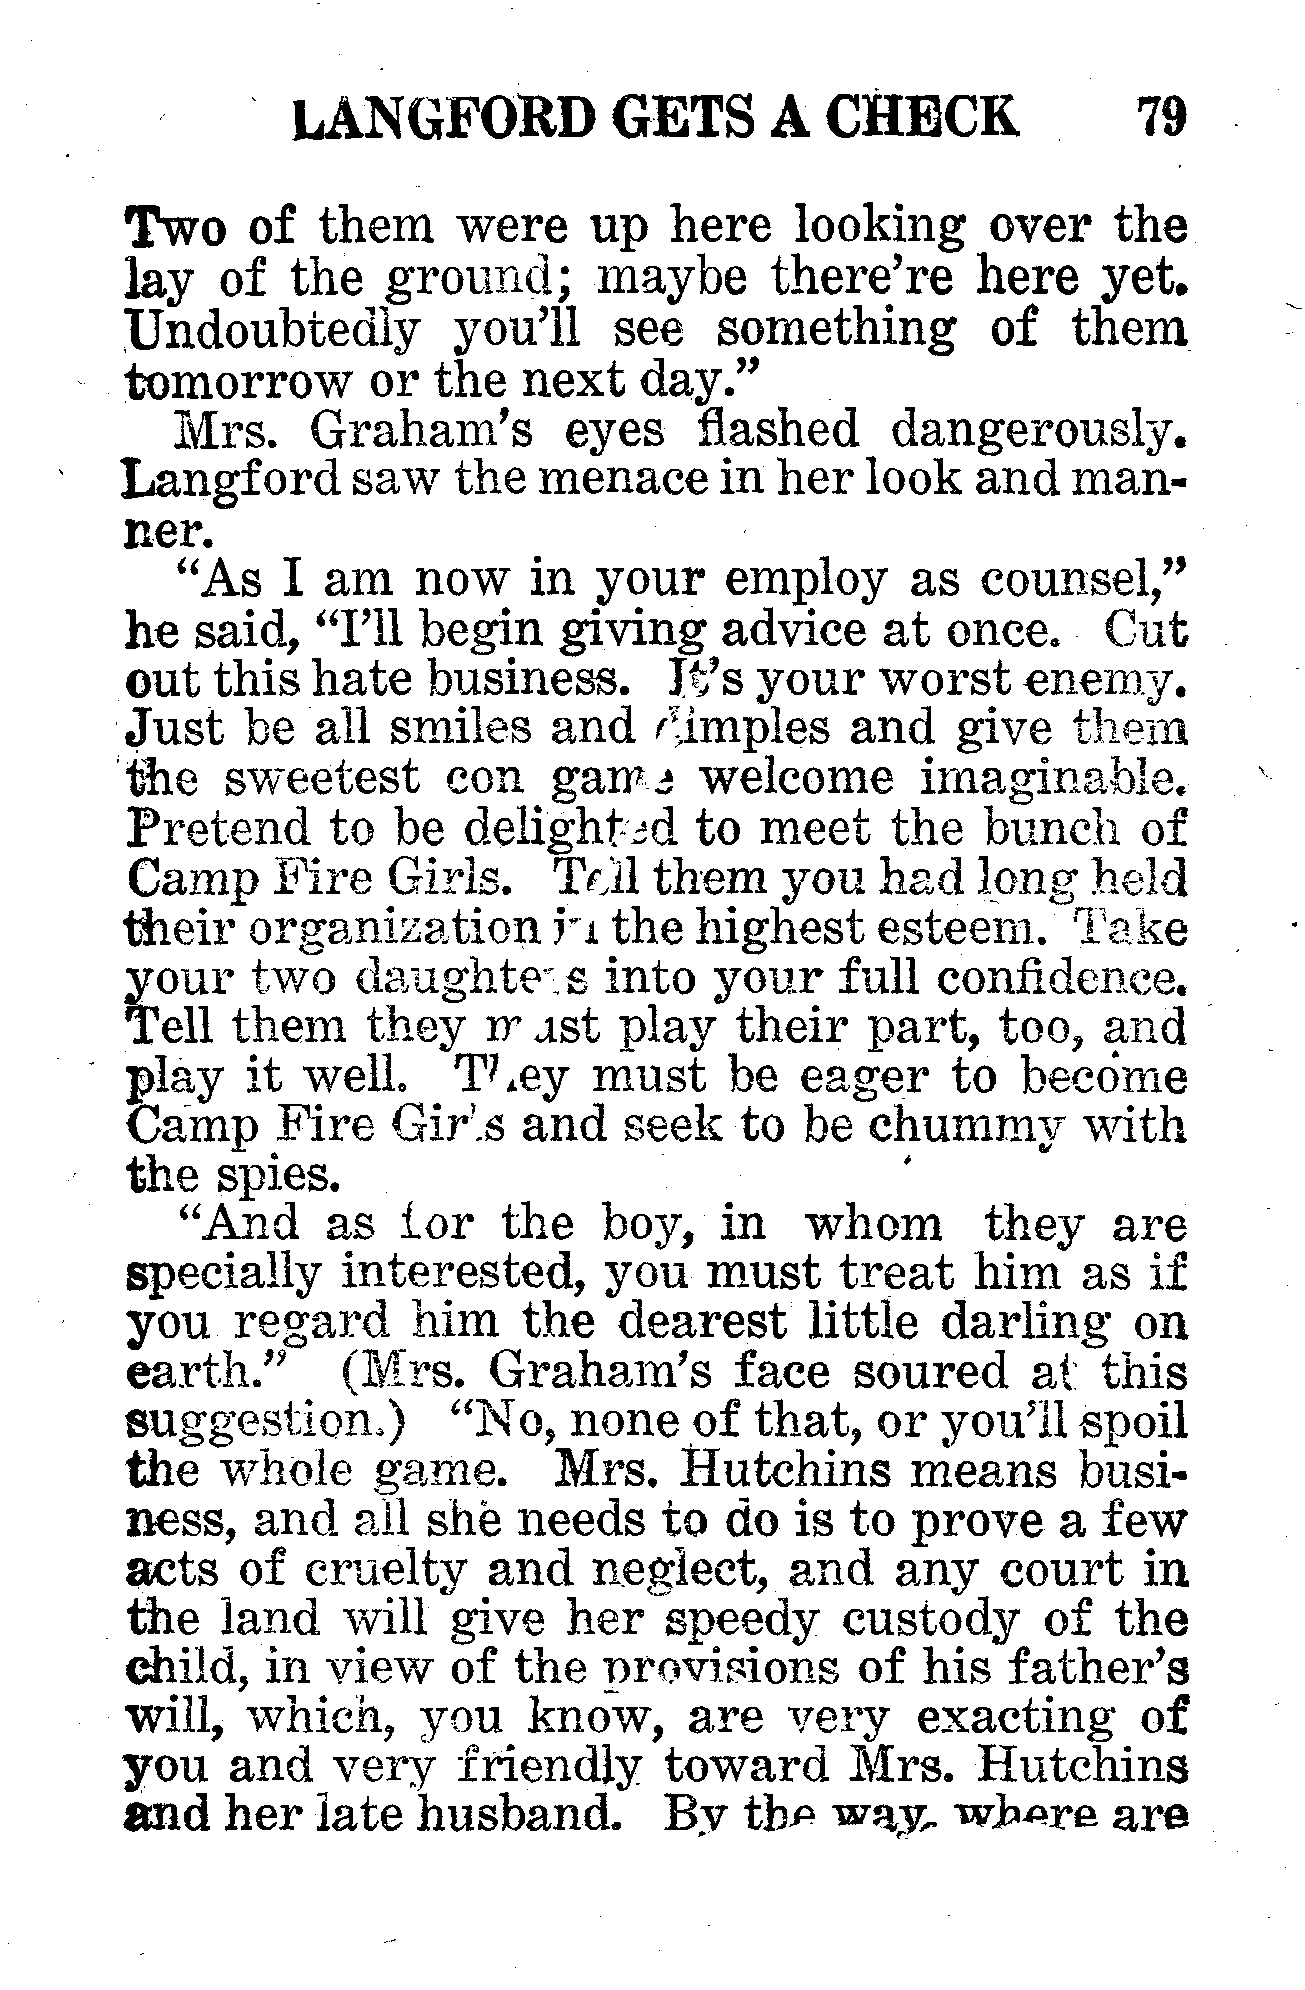 LANGFORD GETS A CHECK 79
Two of them were up here looking over the
lay of the ground; maybe there're here yet.
Undoubtedly you'll see something of them
tomorrow or the next day."
Mrs. Graham's eyes flashed dangerously.
Langford saw the menace in her look and man-
ner.
"As I am now in your employ as counsel,"
he said, "I'll begin giving advice at once. Cut
out this hate business. It's your worst enemy.
Just be all smiles and dimples and give them
the sweetest con game welcome imaginable.
Pretend to be delighted to meet the bunch of
Camp Fire Girls. Tell them you had long held
their organization in the highest esteem. Take
your two daughters into your full confidence.
Tell them they must play their part, too, and
play it well. They must be eager to become
Camp Fire Girls and seek to be chummy with
the spies.
"And as for the boy, in whom they are
specially interested, you must treat him as if
you regard him the dearest little darling on
earth." (Mrs. Graham's face soured at this
suggestion.) "No, none of that, or you'll spoil
the whole game. Mrs. Hutchins means busi-
ness, and all she needs to do is to prove a few
acts of cruelty and neglect, and any court in
the land will give her speedy custody of the
child, in view of the provisions of his father's
will, which, you know, are very exacting of
you and very friendly toward Mrs. Hutchins
and her late husband. By the way, where are